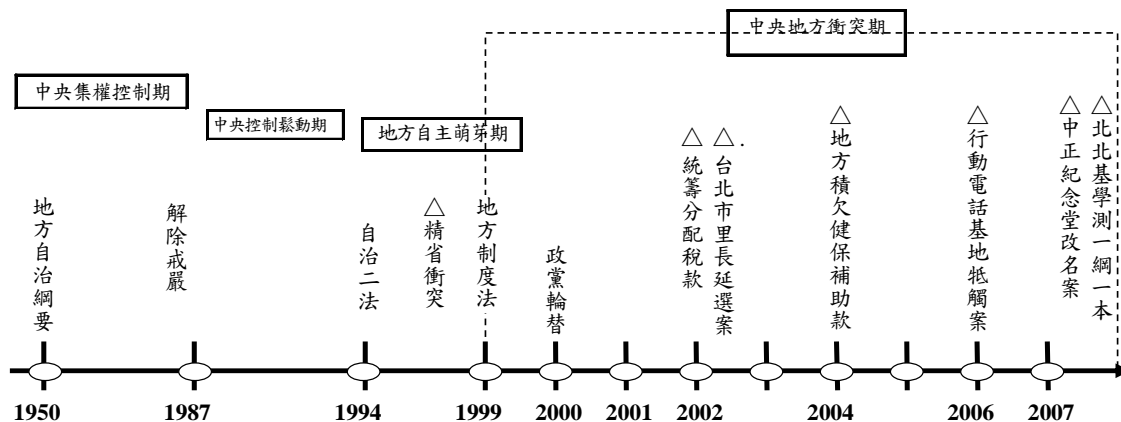 中央地方衝突期
中央集權控制期
中央控制鬆動期
地方自主萌芽期
地方自治綱要
解除戒嚴
自治二法
△精省衝突
地方制度法
政黨輪替
△統籌分配稅款
△.台北市里長延選案
△地方積欠健保補助款
△行動電話基地牴觸案
△中正紀念堂改名案
△北北基學測一綱一本
1950 1987 1994 1999 2000 2001 2002 2004 2006 2007